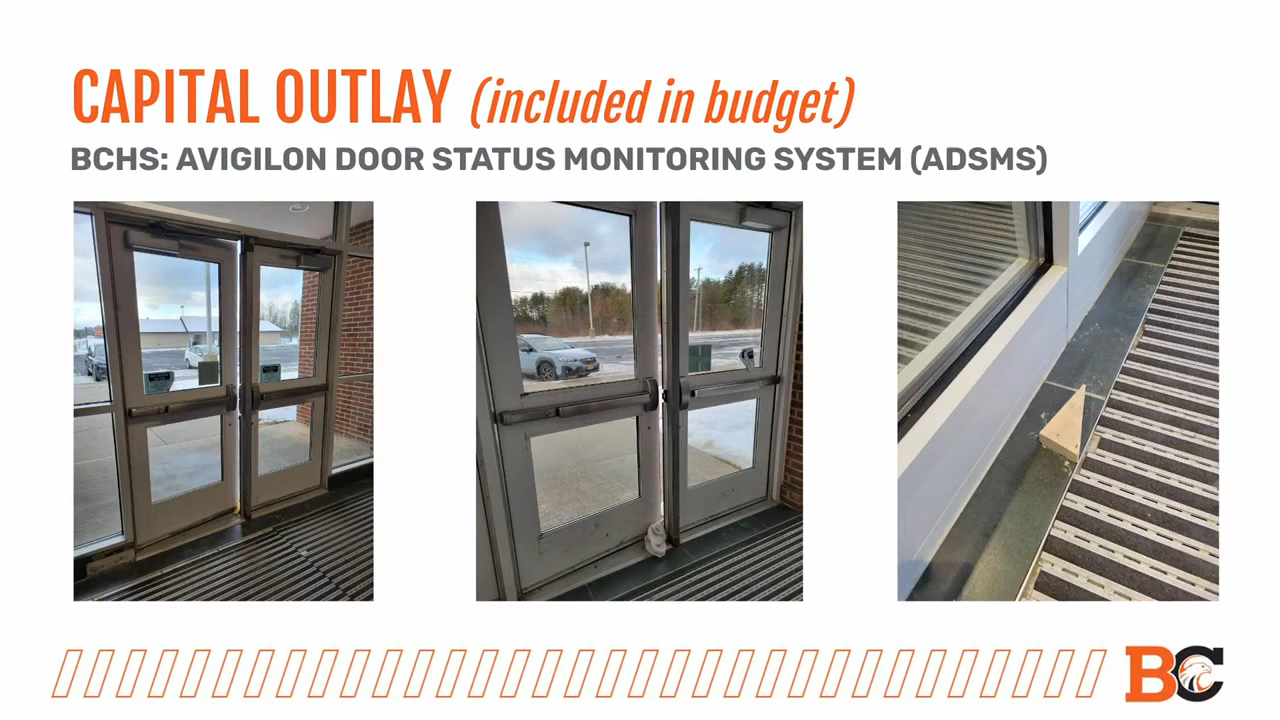 CAPITAL OUTLAY (included in budget)
BCHS: AVIGILON DOOR STATUS MONITORING SYSTEM (ADSMS)
BC